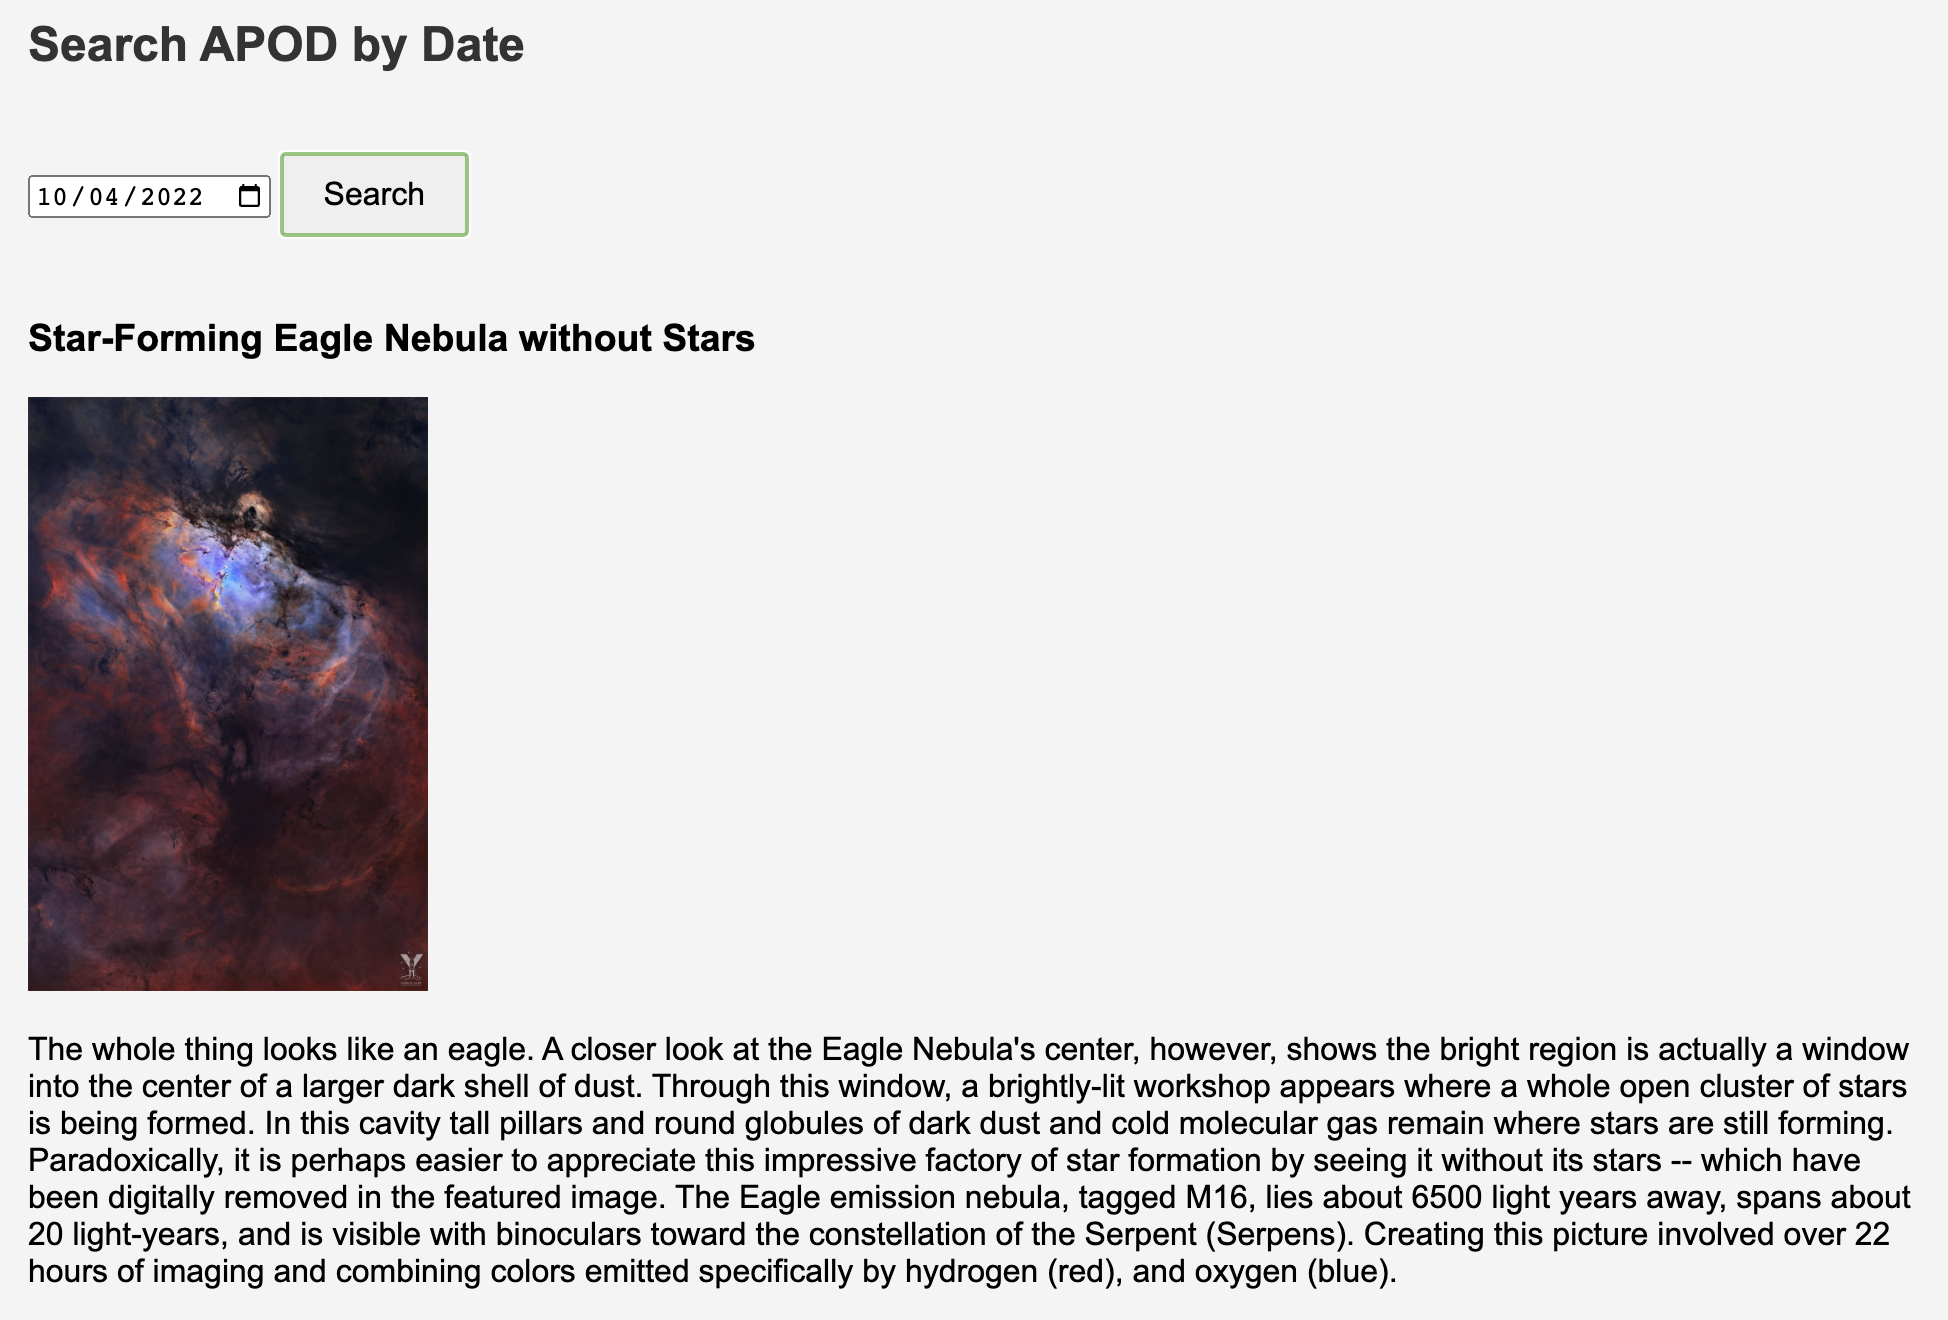 Search APOD by Date
10/04/2022
Search
Star-Forming Eagle Nebula without Stars
The whole thing looks like an eagle. A closer look at the Eagle Nebula's center, however, shows the bright region is actually a window
into the center of a larger dark shell of dust. Through this window, a brightly-lit workshop appears where a whole open cluster of stars
is being formed. In this cavity tall pillars and round globules of dark dust and cold molecular gas remain where stars are still forming.
Paradoxically, it is perhaps easier to appreciate this impressive factory of star formation by seeing it without its stars -- which have
been digitally removed in the featured image. The Eagle emission nebula, tagged M16, lies about 6500 light years away, spans about
20 light-years, and is visible with binoculars toward the constellation of the Serpent (Serpens). Creating this picture involved over 22
hours of imaging and combining colors emitted specifically by hydrogen (red), and oxygen (blue).